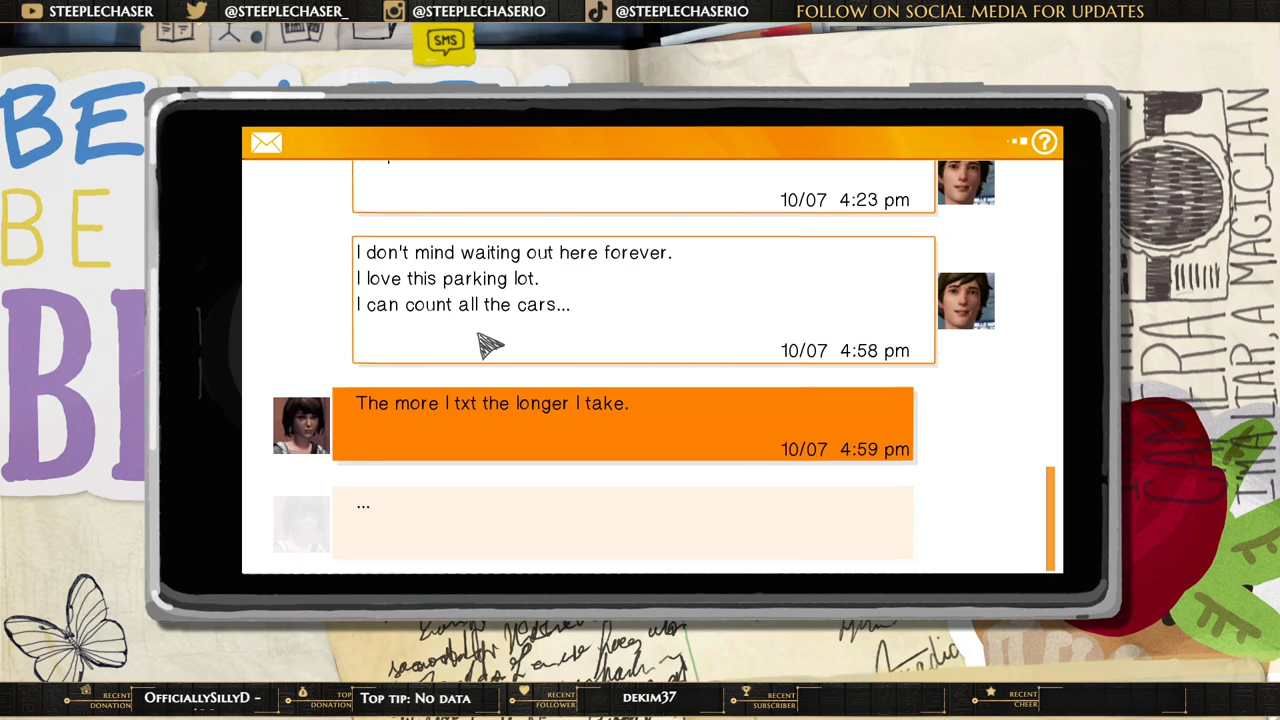 STEEPLECHASER
@STEEPLECHASER_
@STEEPLECHASERIO
@STEEPLECHASERIO
FOLLOW ON SOCIAL MEDIA FOR UPDATES
SMS
BE
BE
10/07 4:23 pm
I don't mind waiting out here forever.
I love this parking lot.
I can count all the cars...
10/07 4:58 pm
The more I txt the longer I take.
10/07 4:59 pm
...
RECENT DONATION
OFFICIALLYSILLYD -
TOP DONATION
TOP TIP: NO DATA
RECENT FOLLOWER
DEKIM37
RECENT SUBSCRIBER
RECENT CHEER